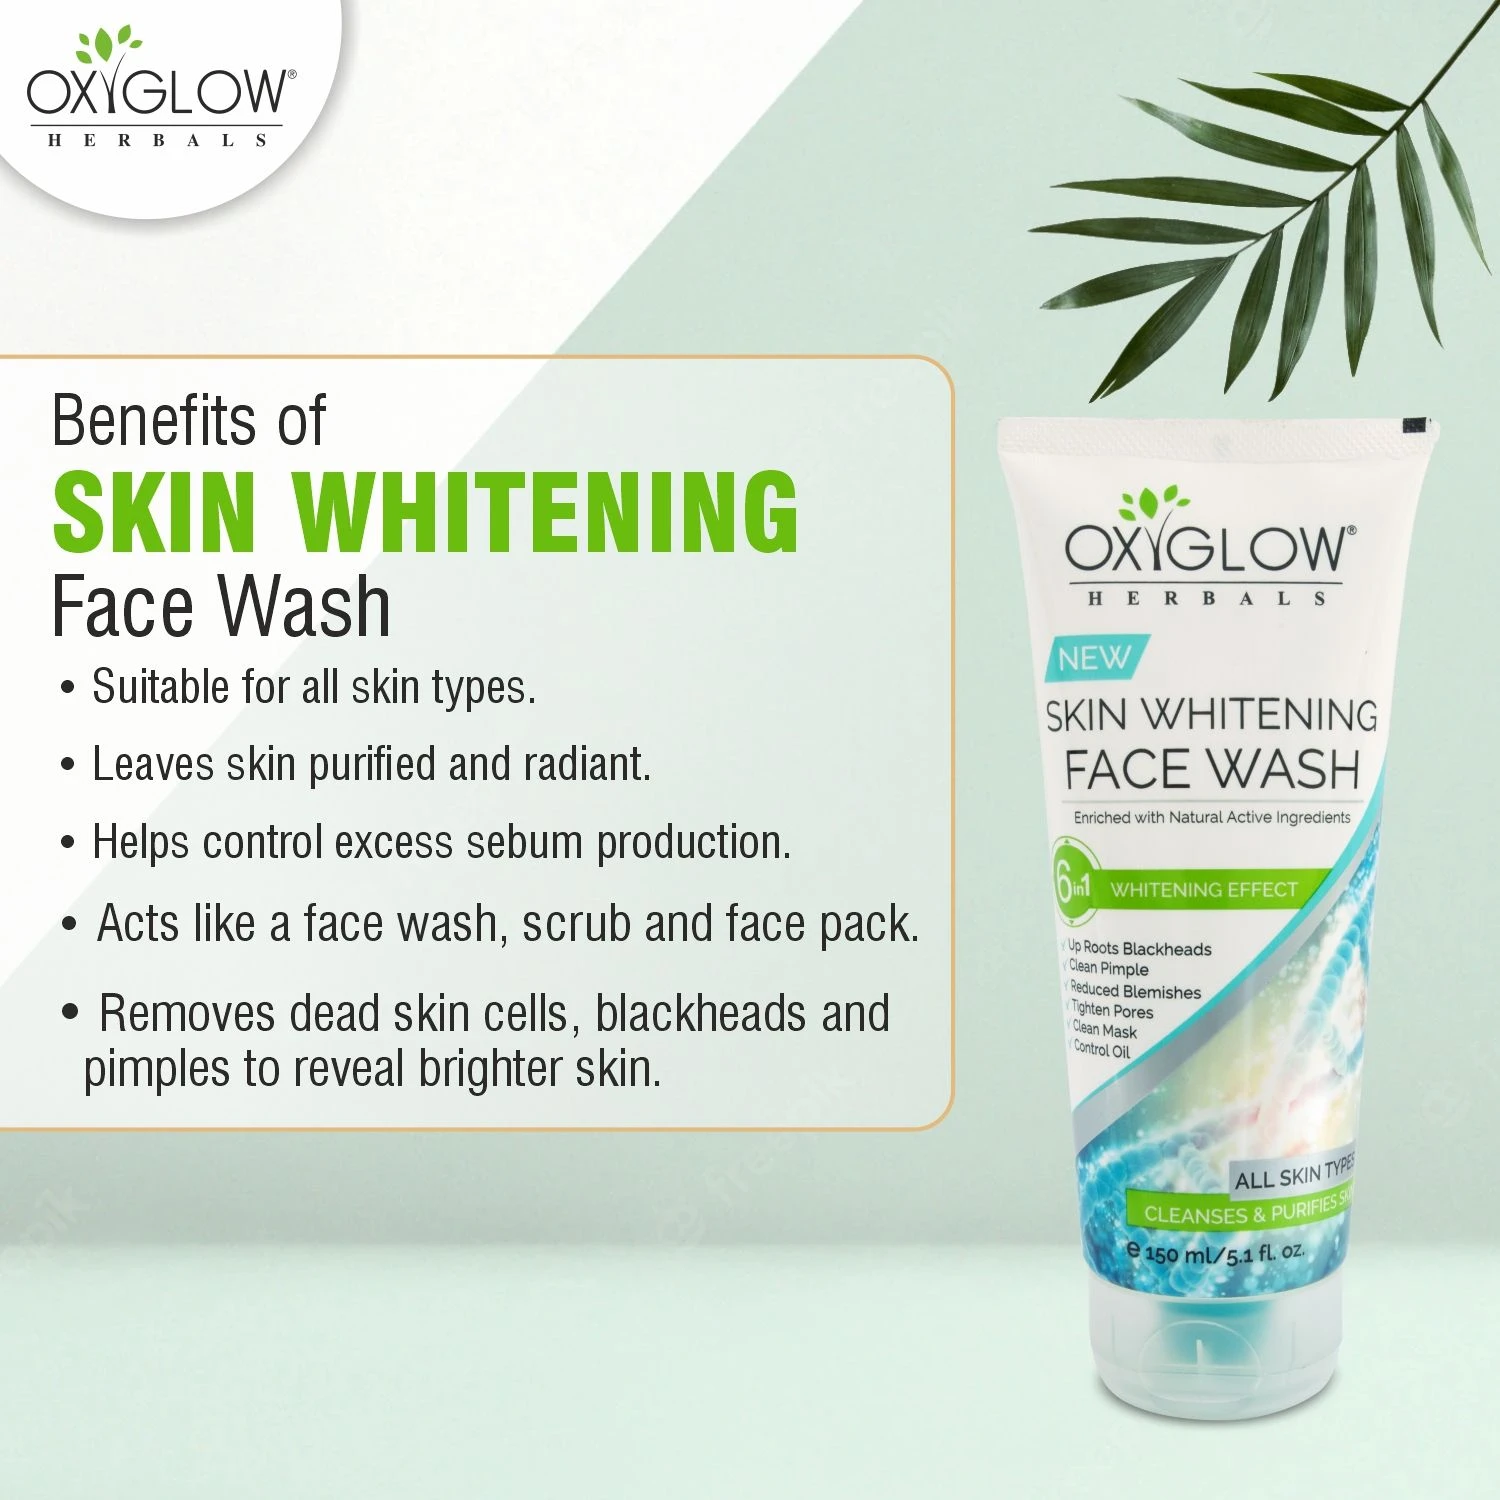 OXYGLOW®
HERBALS
Benefits of
SKIN WHITENING
Face Wash
• Suitable for all skin types.
• Leaves skin purified and radiant.
• Helps control excess sebum production.
• Acts like a face wash, scrub and face pack.
• Removes dead skin cells, blackheads and
pimples to reveal brighter skin.
OXYGLOW®
HERBALS
NEW
SKIN WHITENING
FACE WASH
Enriched with Natural Active Ingredients
6 in 1 WHITENING EFFECT
✓ Up Roots Blackheads
✓ Clean Pimple
✓ Reduced Blemishes
✓ Tighten Pores
✓ Clean Mask
✓ Control Oil
ALL SKIN TYPES
CLEANSES & PURIFIES SKIN
e 150 ml/5.1 fl. oz.